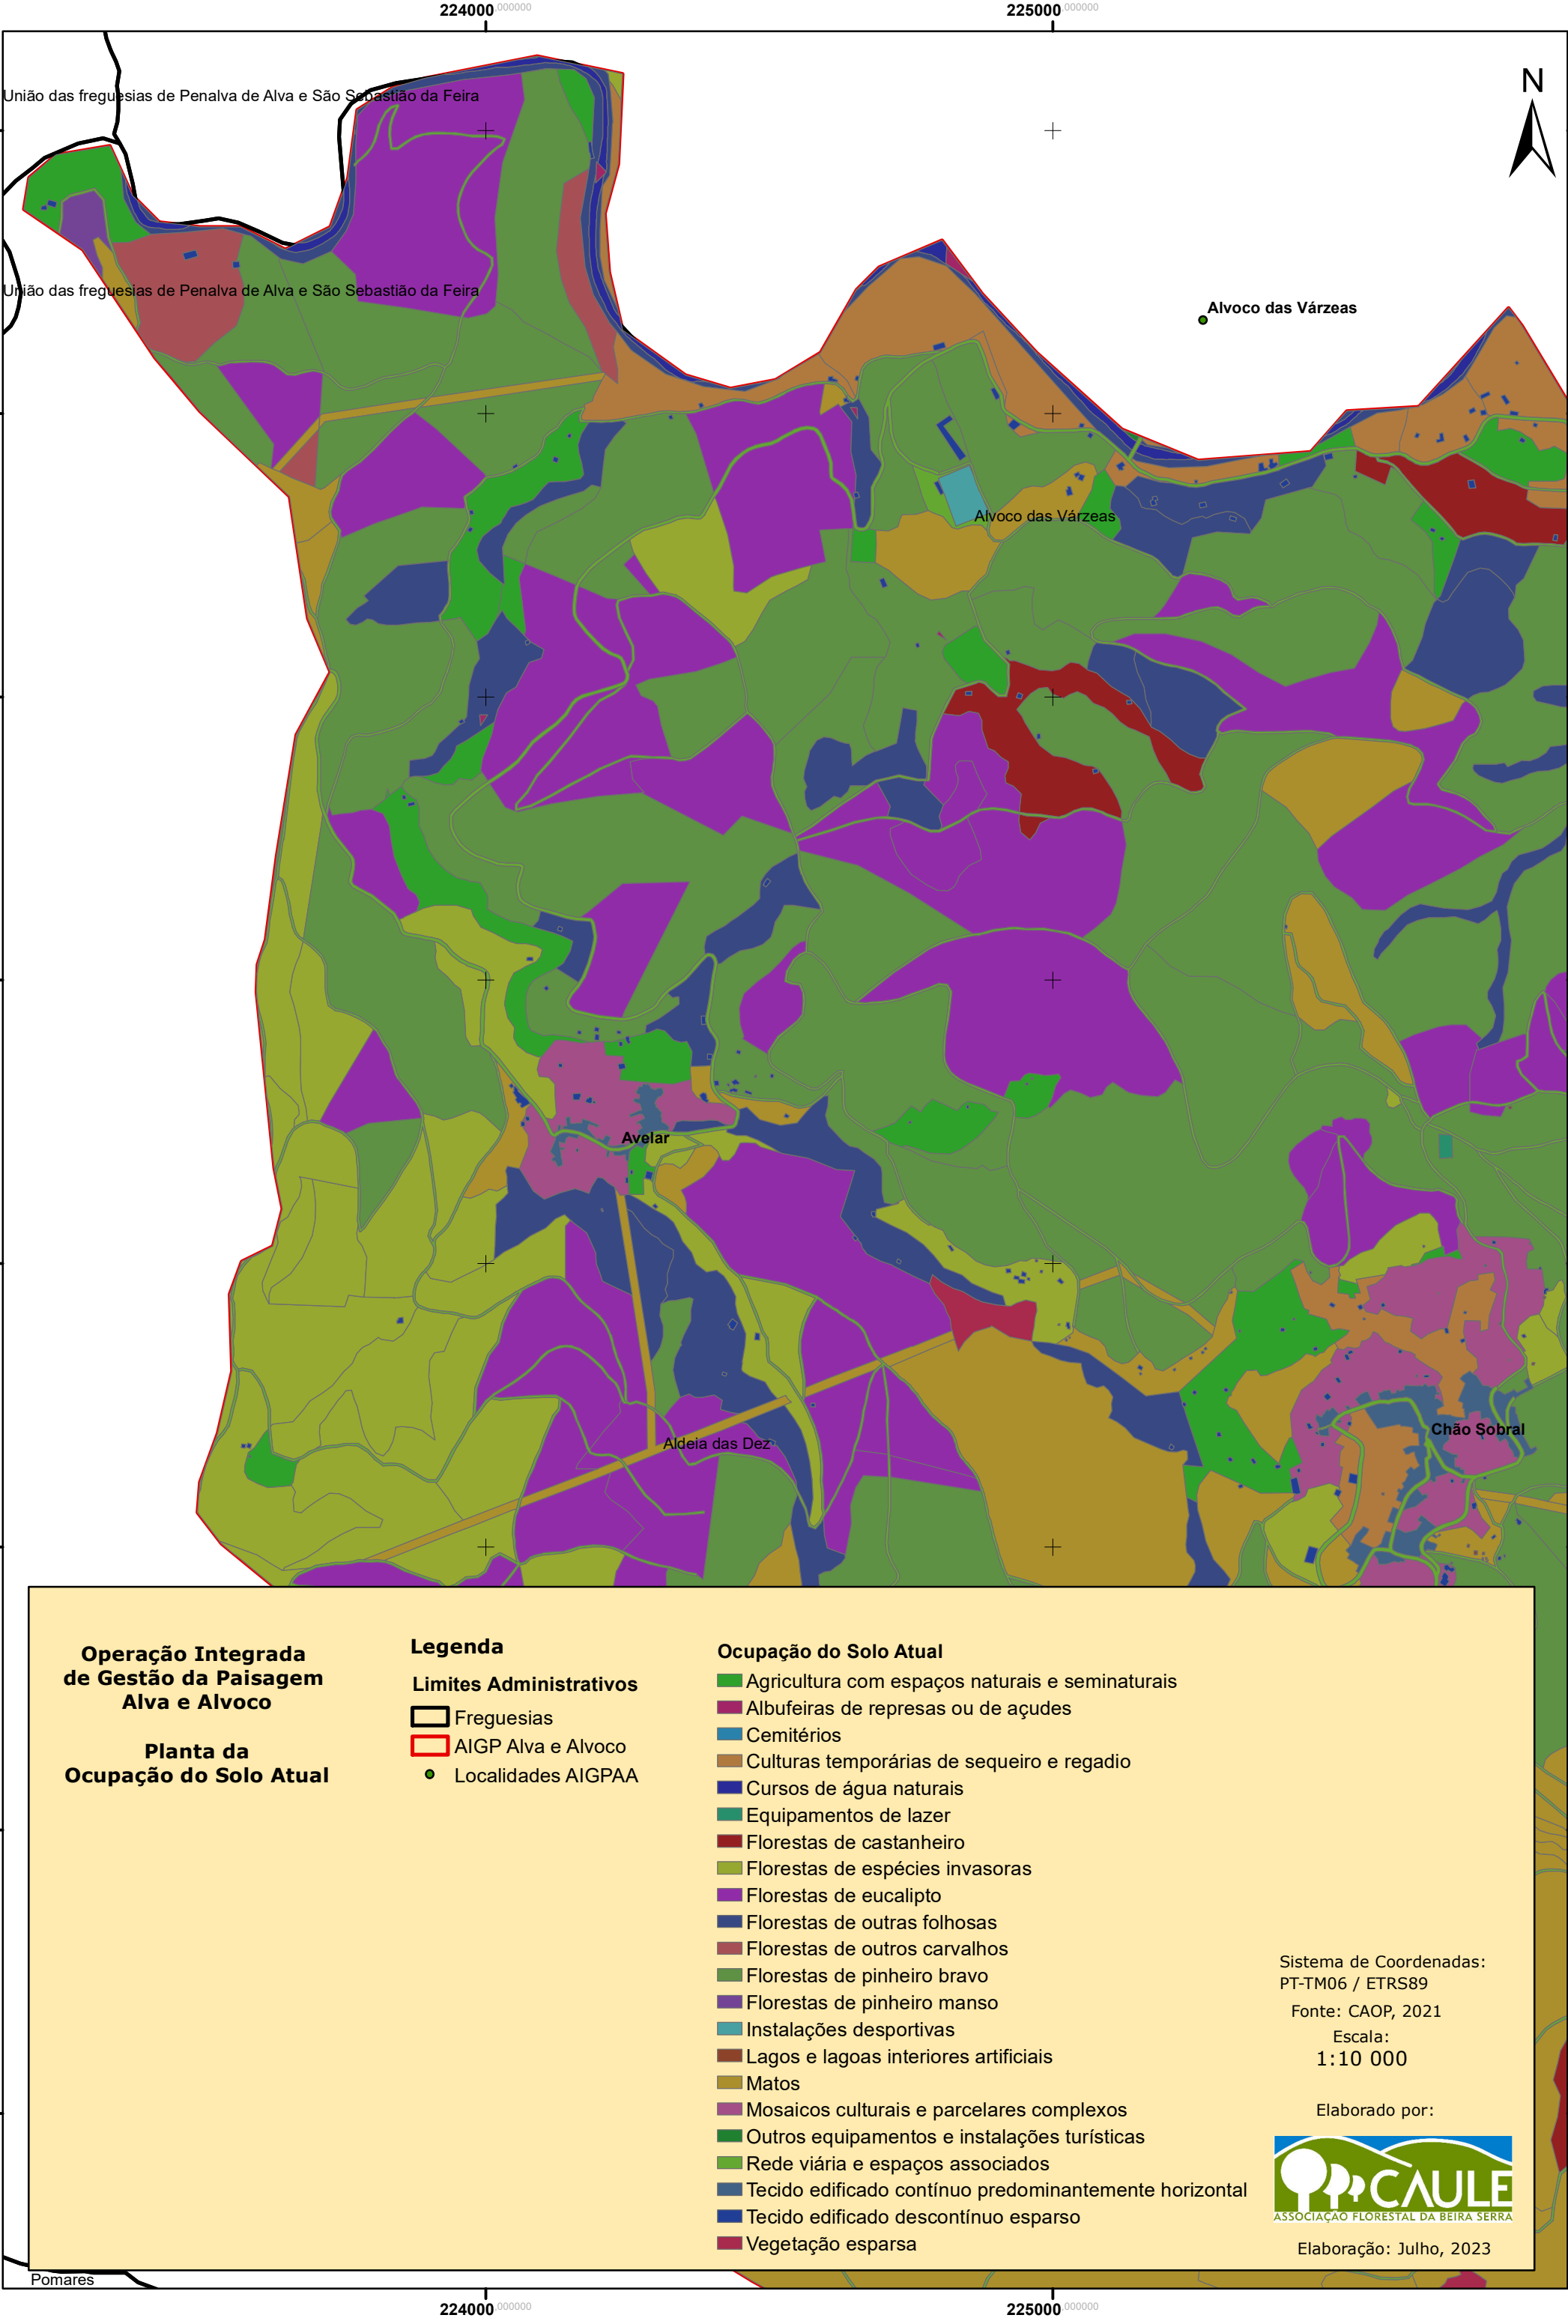 224000.000000
225000.000000
N
União das freguesias de Penalva de Alva e São Sebastião da Feira
União das freguesias de Penalva de Alva e São Sebastião da Feira
Alvoco das Várzeas
Alvoco das Várzeas
Avelar
Chão Sobral
Aldeia das Dez
Operação Integrada
de Gestão da Paisagem
Alva e Alvoco
Planta da
Ocupação do Solo Atual
Legenda
Limites Administrativos
Freguesias
AIGP Alva e Alvoco
Localidades AIGPAA
Ocupação do Solo Atual
Agricultura com espaços naturais e seminaturais
Albufeiras de represas ou de açudes
Cemitérios
Culturas temporárias de sequeiro e regadio
Cursos de água naturais
Equipamentos de lazer
Florestas de castanheiro
Florestas de espécies invasoras
Florestas de eucalipto
Florestas de outras folhosas
Florestas de outros carvalhos
Florestas de pinheiro bravo
Florestas de pinheiro manso
Instalações desportivas
Lagos e lagoas interiores artificiais
Matos
Mosaicos culturais e parcelares complexos
Outros equipamentos e instalações turísticas
Rede viária e espaços associados
Tecido edificado contínuo predominantemente horizontal
Tecido edificado descontínuo esparso
Vegetação esparsa
Sistema de Coordenadas:
PT-TM06 / ETRS89
Fonte: CAOP, 2021
Escala:
1:10 000
Elaborado por:
CAULE
ASSOCIAÇÃO FLORESTAL DA BEIRA SERRA
Elaboração: Julho, 2023
Pomares
224000.000000
225000.000000